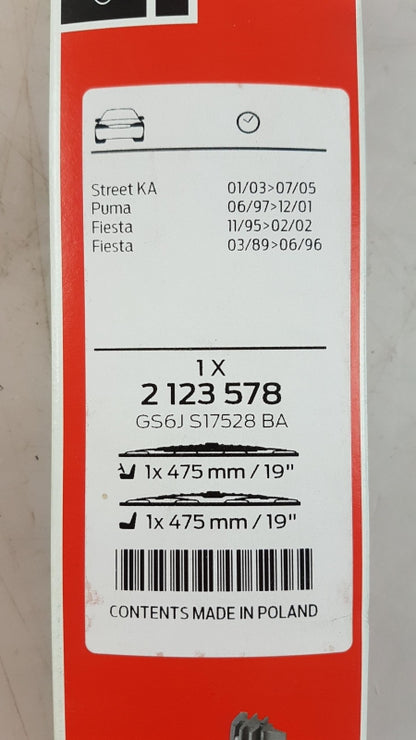 Street KA 01/03>07/05
Puma 06/97>12/01
Fiesta 11/95>02/02
Fiesta 03/89>06/96
1 X
2 123 578
GS6J S17528 BA
1x 475 mm / 19"
1x 475 mm / 19"
CONTENTS MADE IN POLAND